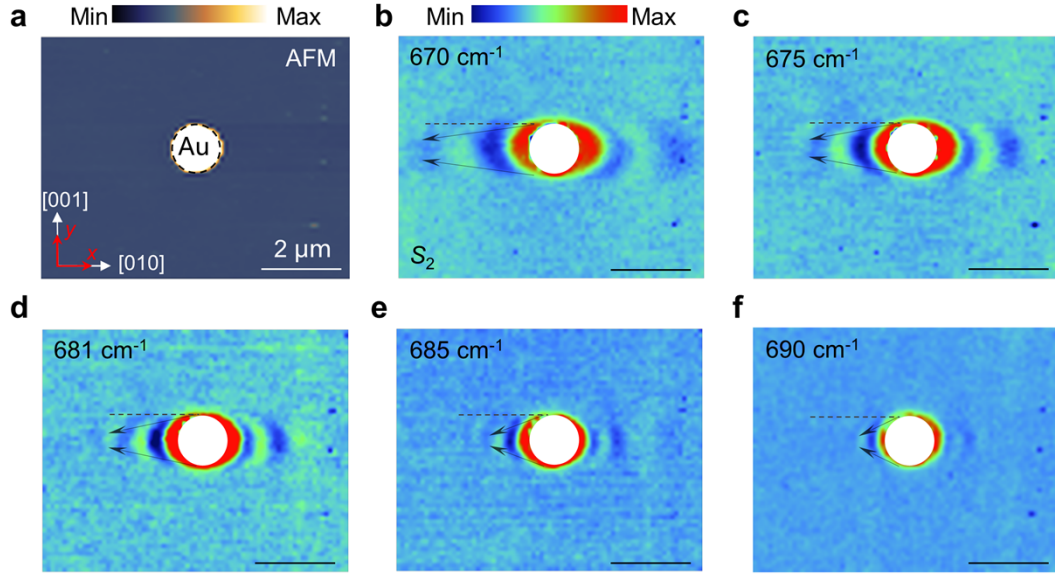 a Min Max b Min Max c
AFM 670 cm-1 675 cm-1
Au
[001]
y
x [010] 2 μm S2
d e f
681 cm-1 685 cm-1 690 cm-1